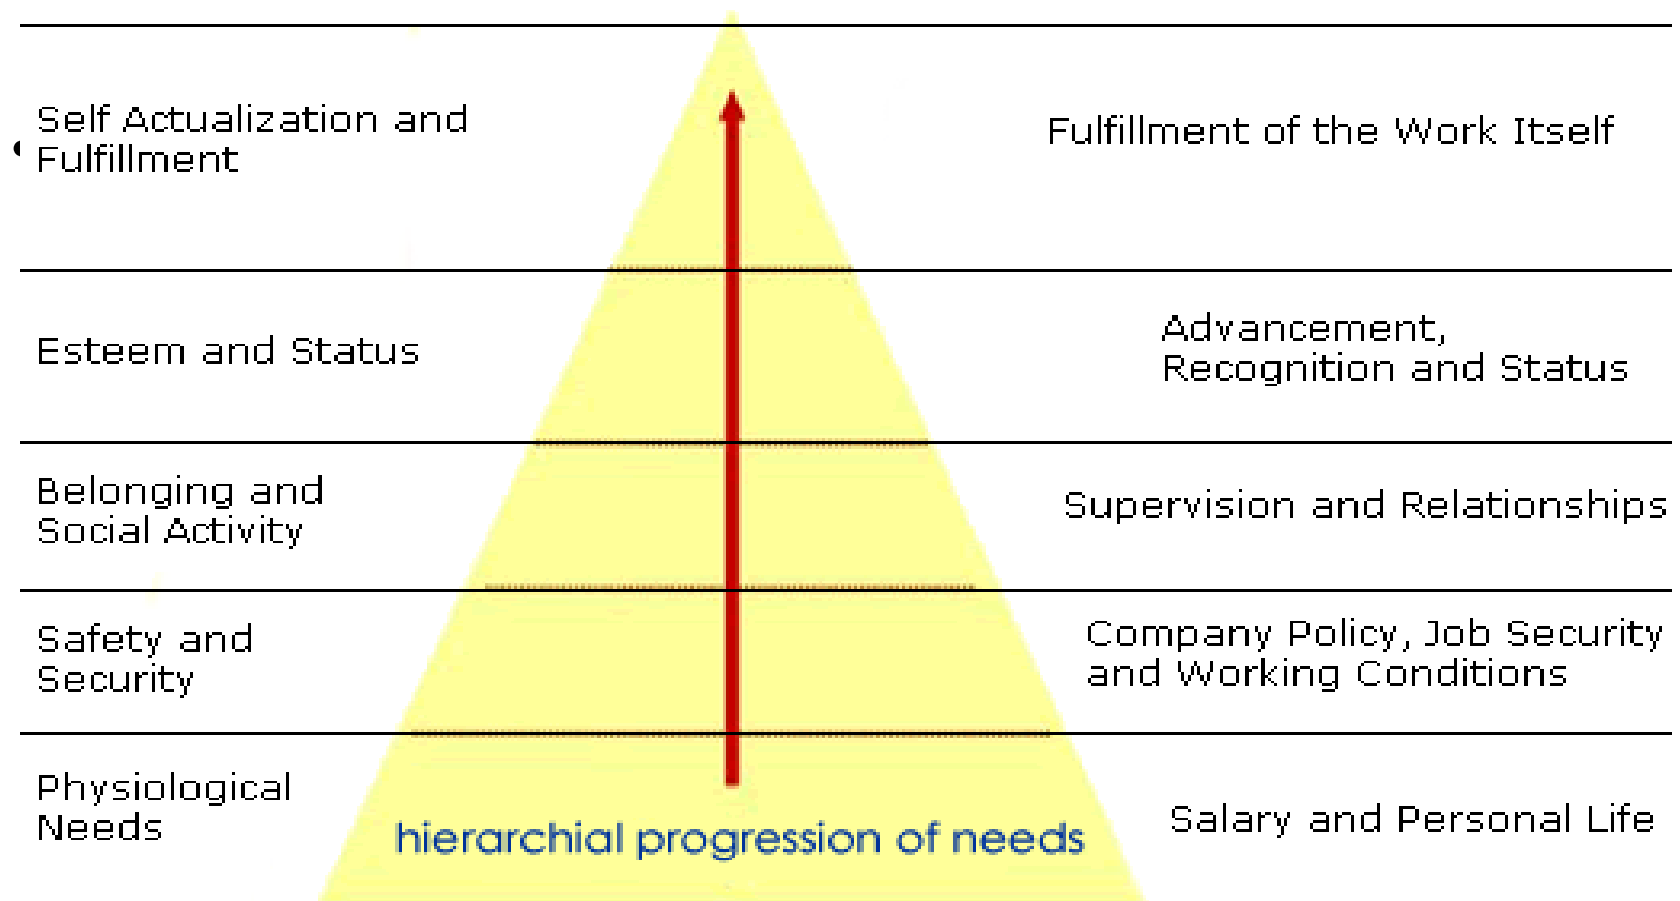 Self Actualization and
Fulfillment
Fulfillment of the Work Itself
Esteem and Status
Advancement,
Recognition and Status
Belonging and
Social Activity
Supervision and Relationships
Safety and
Security
Company Policy, Job Security
and Working Conditions
Physiological
Needs
hierarchial progression of needs
Salary and Personal Life